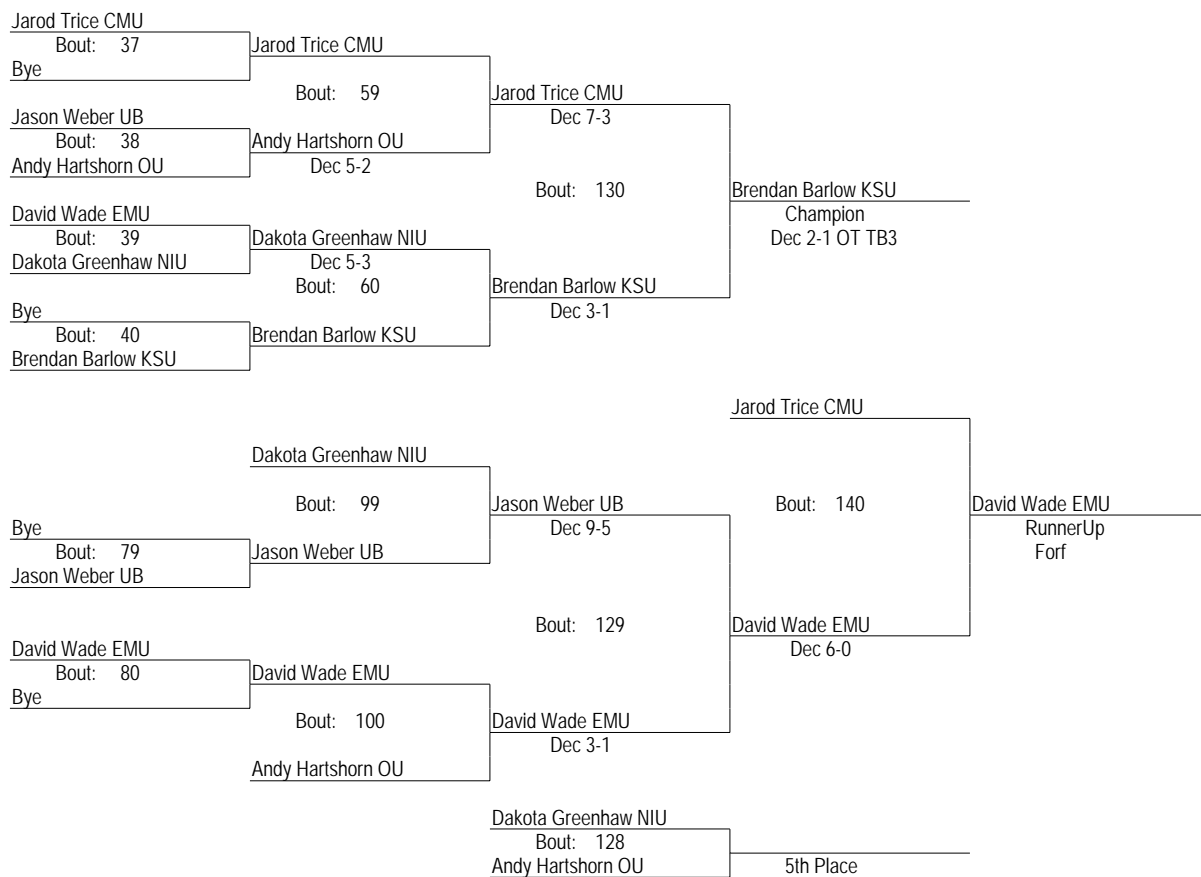 Jarod Trice CMU
Bout: 37
Bye
Jarod Trice CMU
Bout: 59
Jason Weber UB
Bout: 38
Andy Hartshorn OU
Andy Hartshorn OU
Dec 5-2
Jarod Trice CMU
Dec 7-3
Bout: 130
David Wade EMU
Bout: 39
Dakota Greenhaw NIU
Dakota Greenhaw NIU
Dec 5-3
Bout: 60
Bye
Bout: 40
Brendan Barlow KSU
Brendan Barlow KSU
Brendan Barlow KSU
Dec 3-1
Brendan Barlow KSU
Champion
Dec 2-1 OT TB3
Jarod Trice CMU
Dakota Greenhaw NIU
Bout: 99
Bye
Bout: 79
Jason Weber UB
Jason Weber UB
Jason Weber UB
Dec 9-5
Bout: 140
David Wade EMU
RunnerUp
Forf
Bout: 129
David Wade EMU
Dec 6-0
David Wade EMU
Bout: 80
Bye
David Wade EMU
Bout: 100
Andy Hartshorn OU
David Wade EMU
Dec 3-1
Dakota Greenhaw NIU
Bout: 128
Andy Hartshorn OU
5th Place